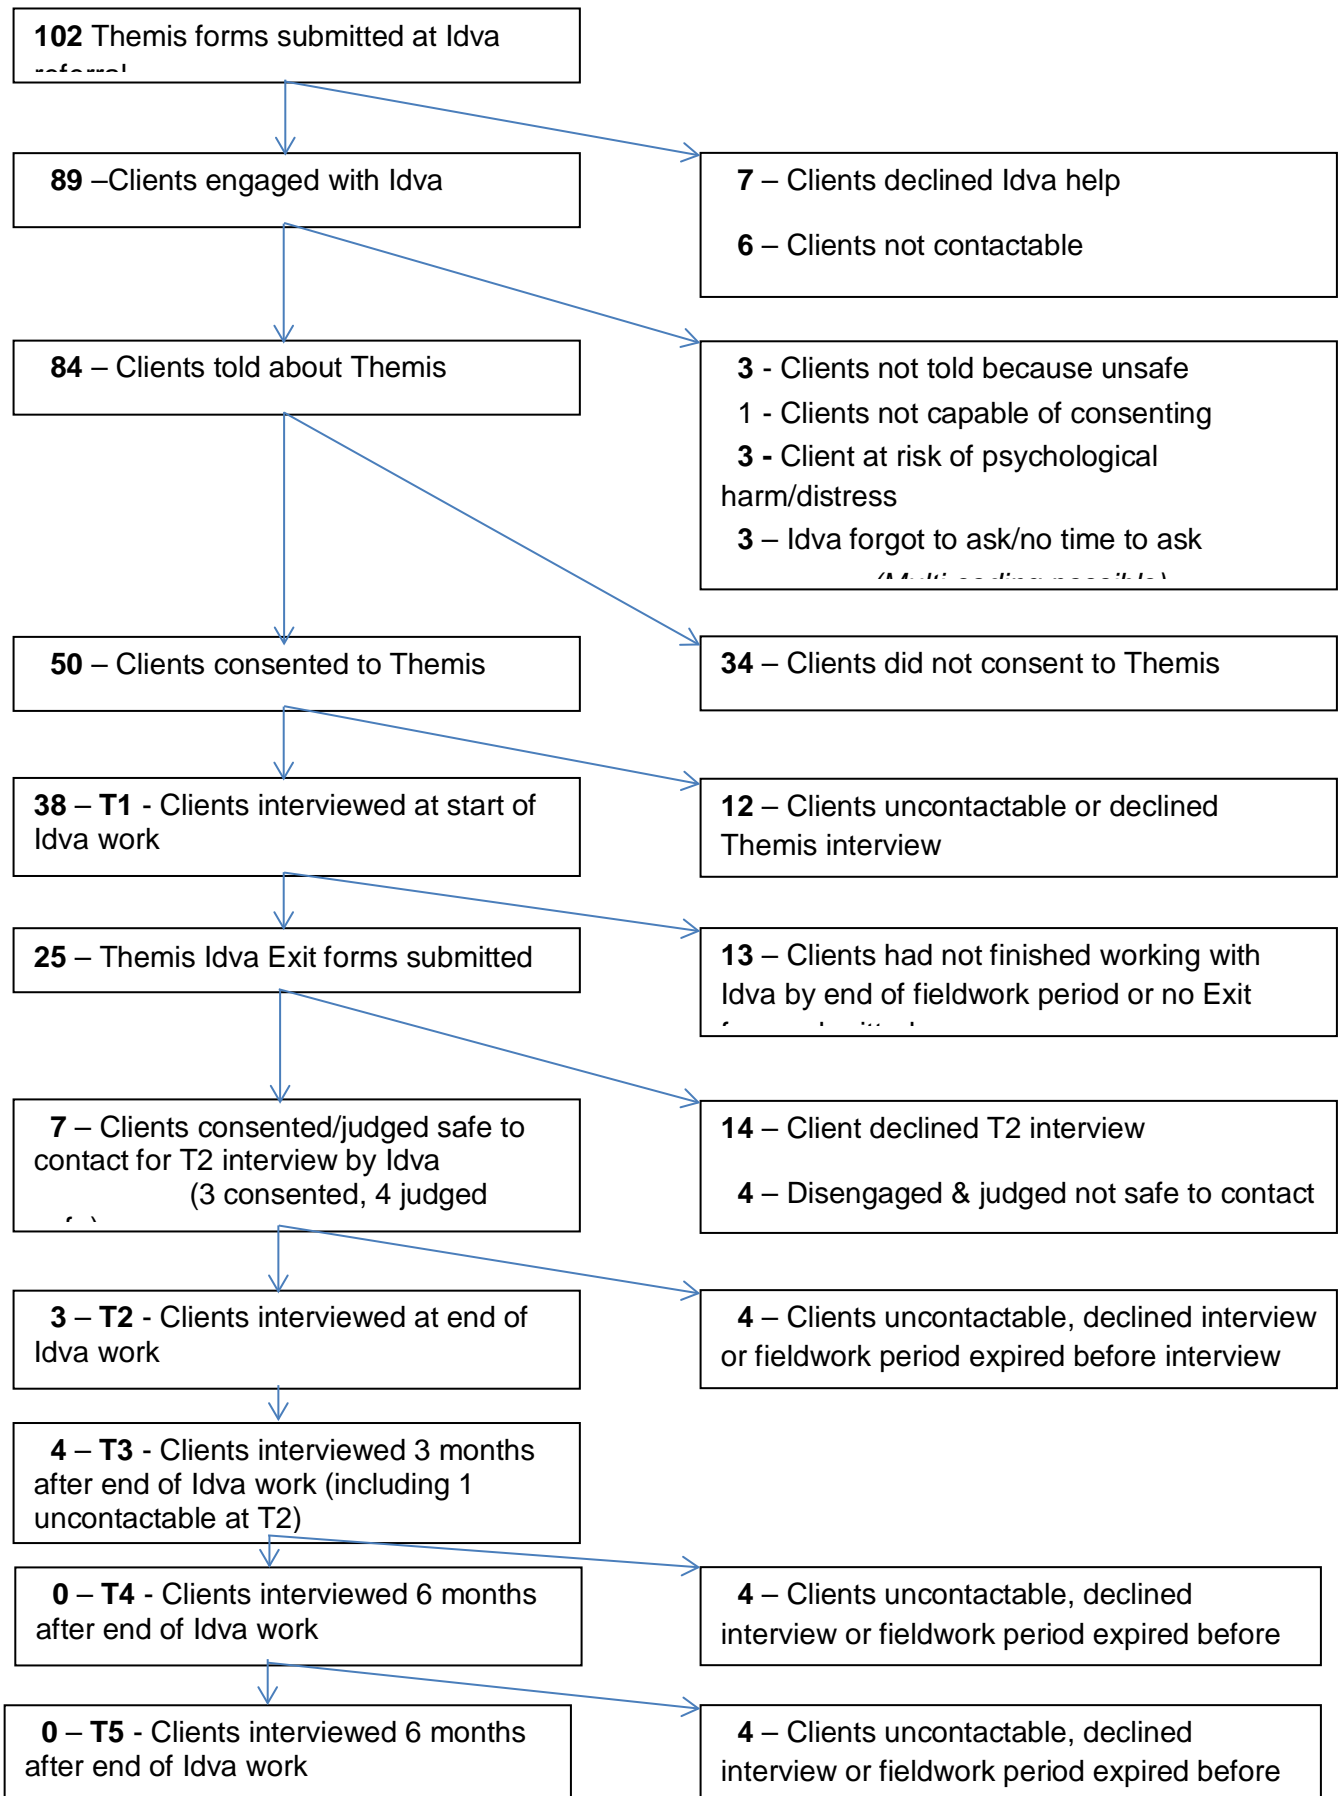 102 Themis forms submitted at Idva
referral
89 –Clients engaged with Idva
7 – Clients declined Idva help
6 – Clients not contactable
84 – Clients told about Themis
3 - Clients not told because unsafe
1 - Clients not capable of consenting
3 - Client at risk of psychological
harm/distress
3 – Idva forgot to ask/no time to ask
(Multi coding possible)
50 – Clients consented to Themis
34 – Clients did not consent to Themis
38 – T1 - Clients interviewed at start of
Idva work
12 – Clients uncontactable or declined
Themis interview
25 – Themis Idva Exit forms submitted
13 – Clients had not finished working with
Idva by end of fieldwork period or no Exit
7 – Clients consented/judged safe to
contact for T2 interview by Idva
(3 consented, 4 judged
14 – Client declined T2 interview
4 – Disengaged & judged not safe to contact
3 – T2 - Clients interviewed at end of
Idva work
4 – Clients uncontactable, declined interview
or fieldwork period expired before interview
4 – T3 - Clients interviewed 3 months
after end of Idva work (including 1
uncontactable at T2)
0 – T4 - Clients interviewed 6 months
after end of Idva work
4 – Clients uncontactable, declined
interview or fieldwork period expired before
0 – T5 - Clients interviewed 6 months
after end of Idva work
4 – Clients uncontactable, declined
interview or fieldwork period expired before